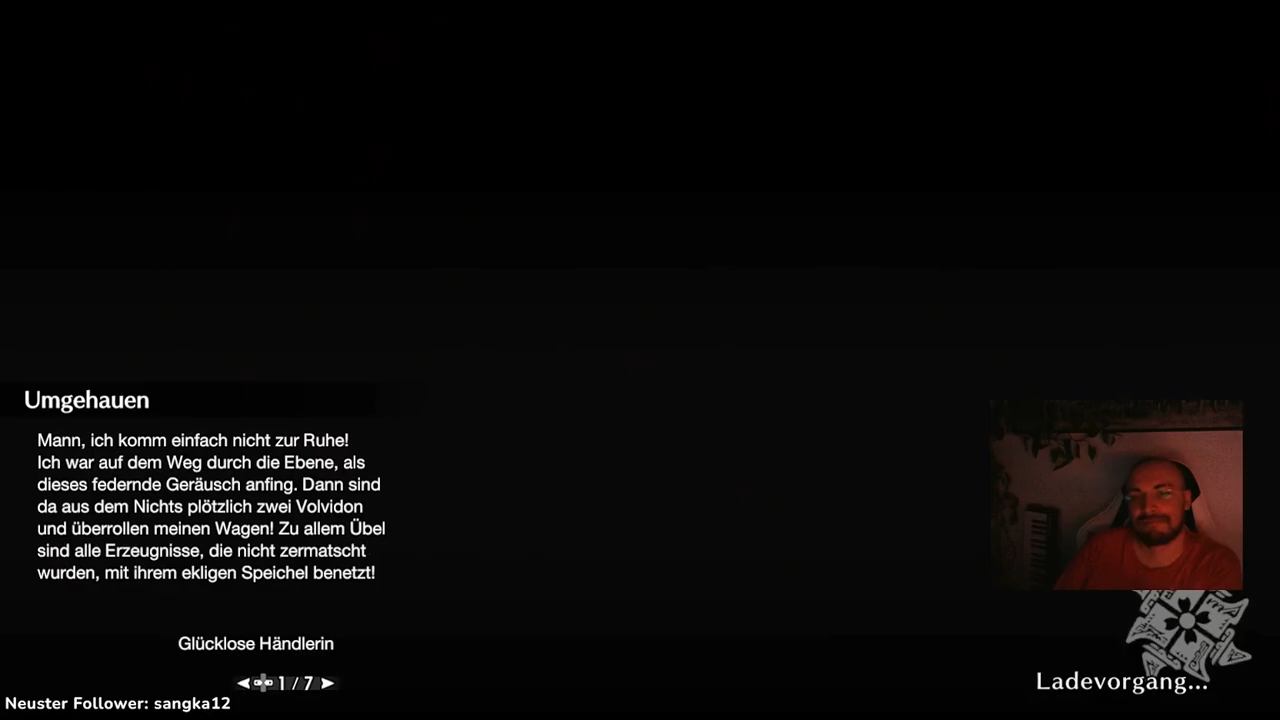 Umgehauen
Mann, ich komm einfach nicht zur Ruhe!
Ich war auf dem Weg durch die Ebene, als
dieses federnde Geräusch anfing. Dann sind
da aus dem Nichts plötzlich zwei Volvidon
und überrollen meinen Wagen! Zu allem Übel
sind alle Erzeugnisse, die nicht zermatscht
wurden, mit ihrem ekligen Speichel benetzt!
Glücklose Händlerin
1 / 7
Ladevorgang...
Neuster Follower: sangka12